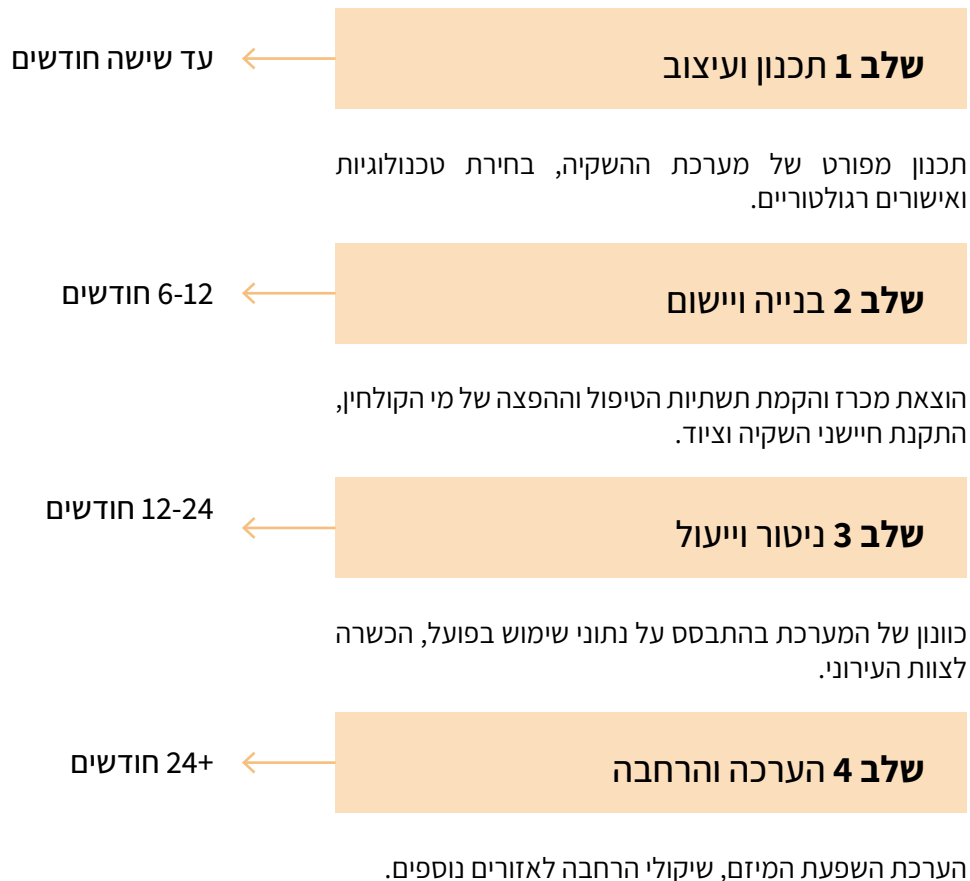 שלב 1 תכנון ועיצוב
עד שישה חודשים
תכנון מפורט של מערכת ההשקיה, בחירת טכנולוגיות
ואישורים רגולטוריים.
שלב 2 בנייה ויישום
6-12 חודשים
הוצאת מכרז והקמת תשתיות הטיפול וההפצה של מי הקולחין,
התקנת חיישני השקיה וציוד.
שלב 3 ניטור וייעול
12-24 חודשים
כוונון של המערכת בהתבסס על נתוני שימוש בפועל, הכשרה
לצוות העירוני.
שלב 4 הערכה והרחבה
24+ חודשים
הערכת השפעת המיזם, שיקולי הרחבה לאזורים נוספים.